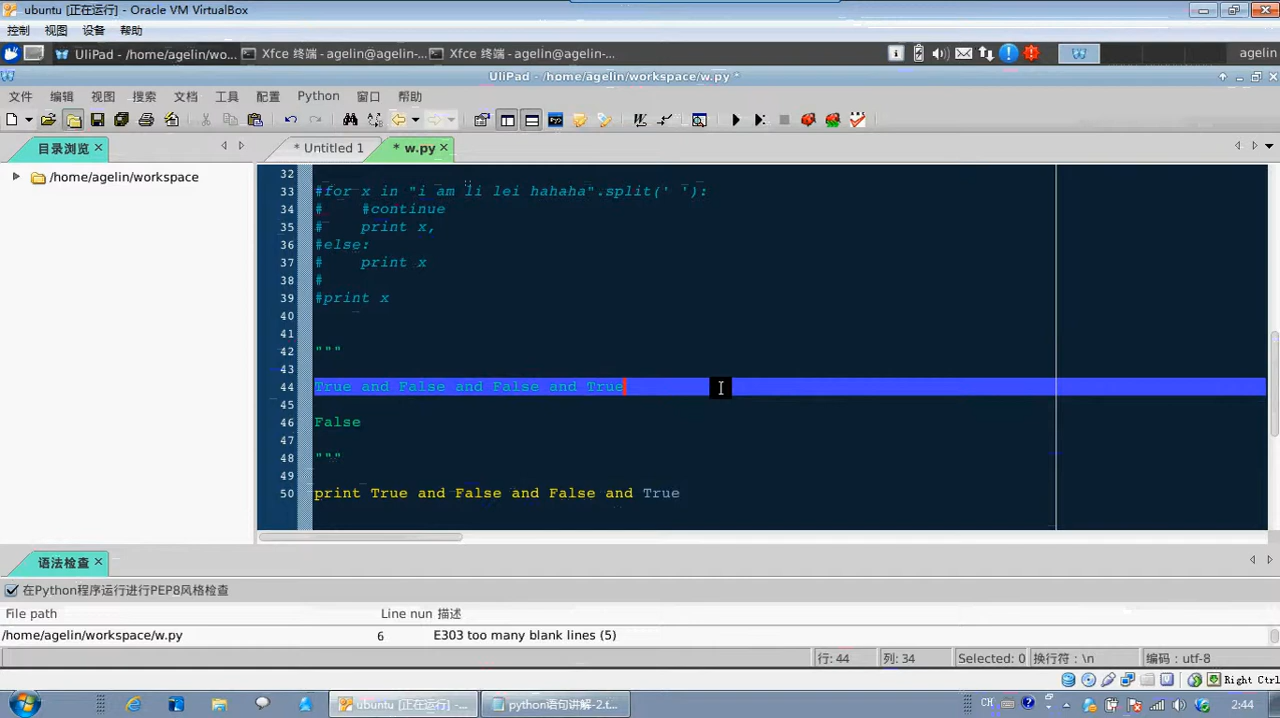 ubuntu [正在运行] - Oracle VM VirtualBox
控制 视图 设备 帮助
UliPad - /home/agelin/wo... Xfce 终端 - agelin@agelin-... Xfce 终端 - agelin@agelin-... agelin
UliPad - /home/agelin/workspace/w.py *
文件 编辑 视图 搜索 文档 工具 配置 Python 窗口 帮助
目录浏览 * Untitled 1 * w.py
/home/agelin/workspace
32
33 #for x in "i am li lei hahaha".split(' '):
34 #    #continue
35 #    print x,
36 #else:
37 #    print x
38 #
39 #print x
40
41
42 """
43
44 True and False and False and True
45
46 False
47
48 """
49
50 print True and False and False and True
语法检查
在Python程序运行进行PEP8风格检查
File path Line nun 描述
/home/agelin/workspace/w.py 6 E303 too many blank lines (5)
行: 44 列: 34 Selected: 0 换行符：\n 编码：utf-8
Right Ctrl
ubuntu [正在运行] -... python语句讲解-2.t... CH 2:44